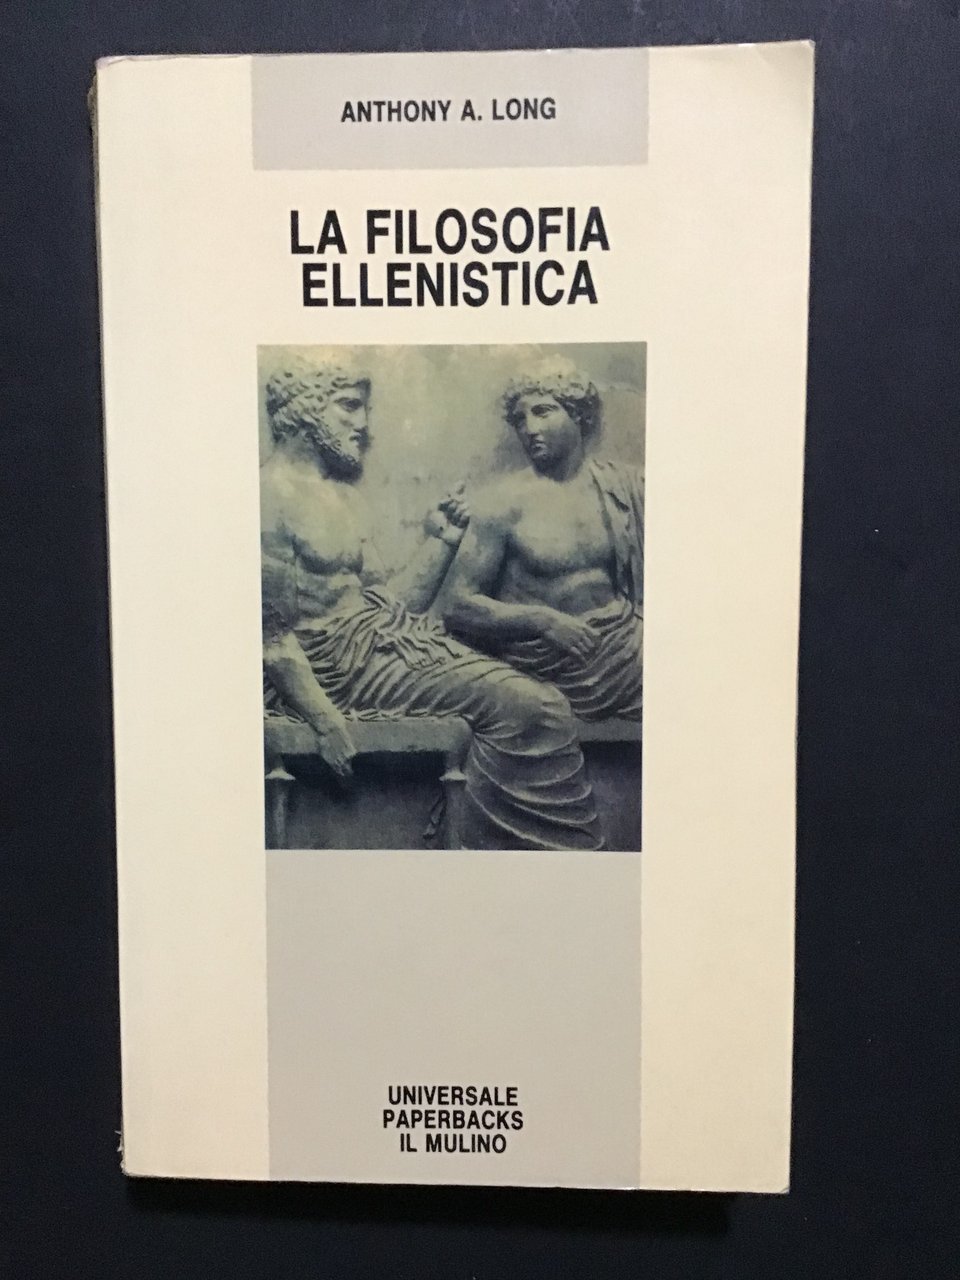 ANTHONY A. LONG
LA FILOSOFIA
ELLENISTICA
UNIVERSALE
PAPERBACKS
IL MULINO